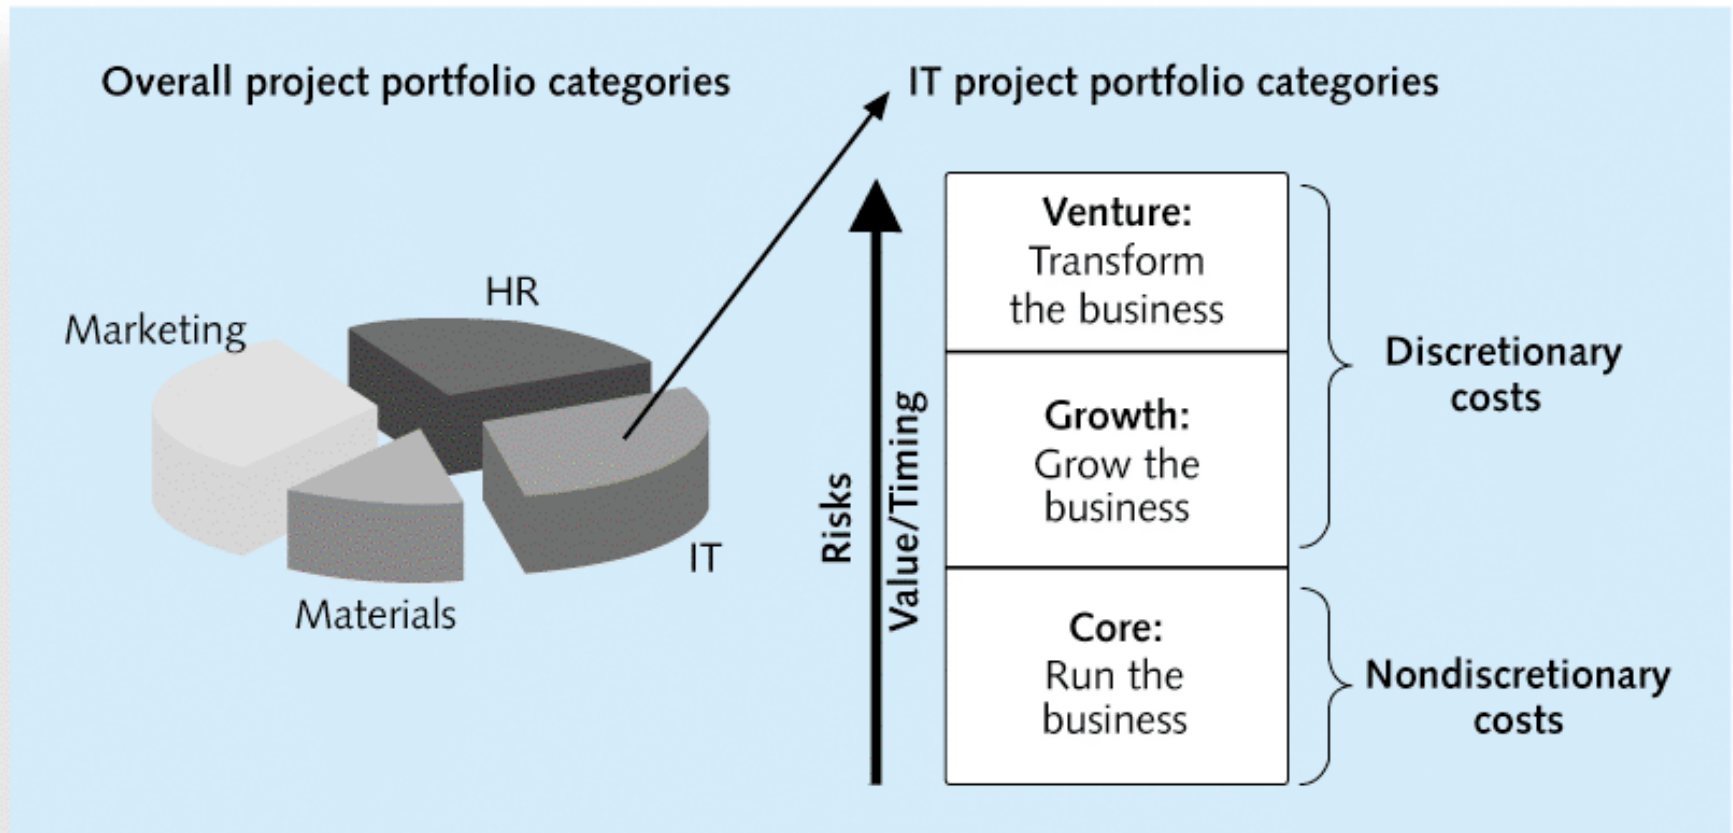 Overall project portfolio categories
IT project portfolio categories
HR
Marketing
IT
Materials
Risks
Value/Timing
Venture:
Transform
the business
Growth:
Grow the
business
Core:
Run the
business
Discretionary
costs
Nondiscretionary
costs